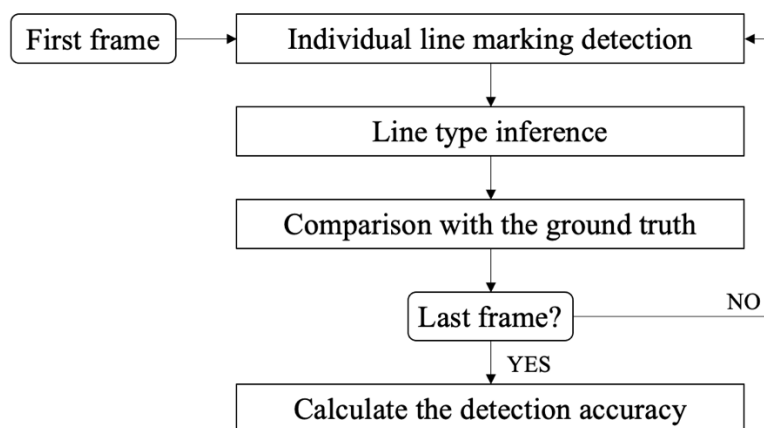 First frame
Individual line marking detection
Line type inference
Comparison with the ground truth
Last frame?
NO
YES
Calculate the detection accuracy